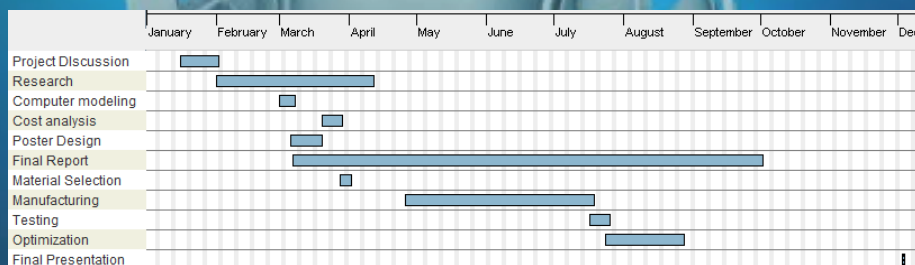 January February March April May June July August September October November Dec
Project DIscussion
Research
Computer modeling
Cost analysis
Poster Design
Final Report
Material Selection
Manufacturing
Testing
Optimization
Final Presentation